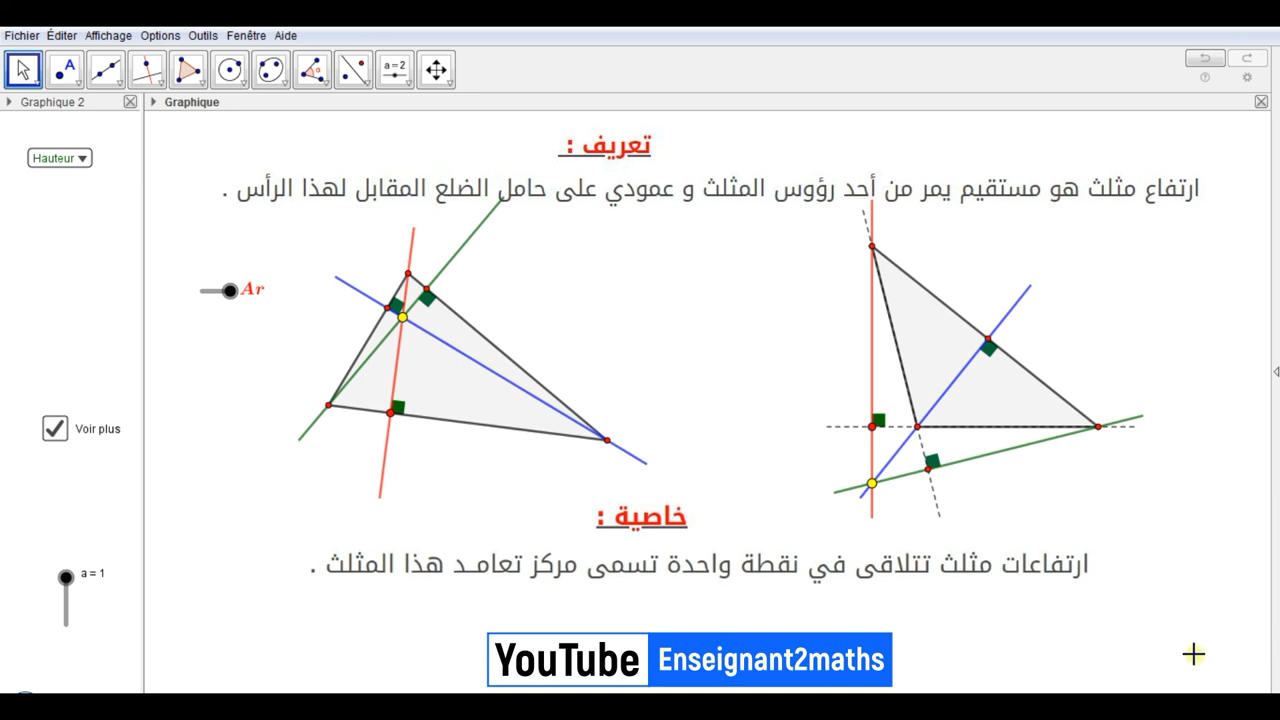 Fichier Éditer Affichage Options Outils Fenêtre Aide
A
a = 2
Graphique 2
Graphique
Hauteur
تعريف :
ارتفاع مثلث هو مستقيم يمر من أحد رؤوس المثلث و عمودي على حامل الضلع المقابل لهذا الرأس .
Ar
Voir plus
خاصية :
ارتفاعات مثلث تتلاقى في نقطة واحدة تسمى مركز تعامـد هذا المثلث .
a = 1
YouTube Enseignant2maths